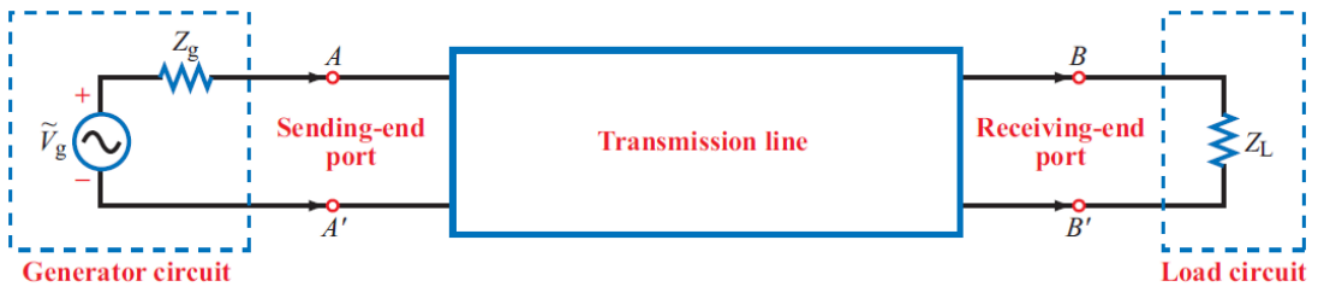 Zg
A
B
+
Ṽg
Sending-end
port
Transmission line
Receiving-end
port
ZL
−
A'
B'
Generator circuit
Load circuit